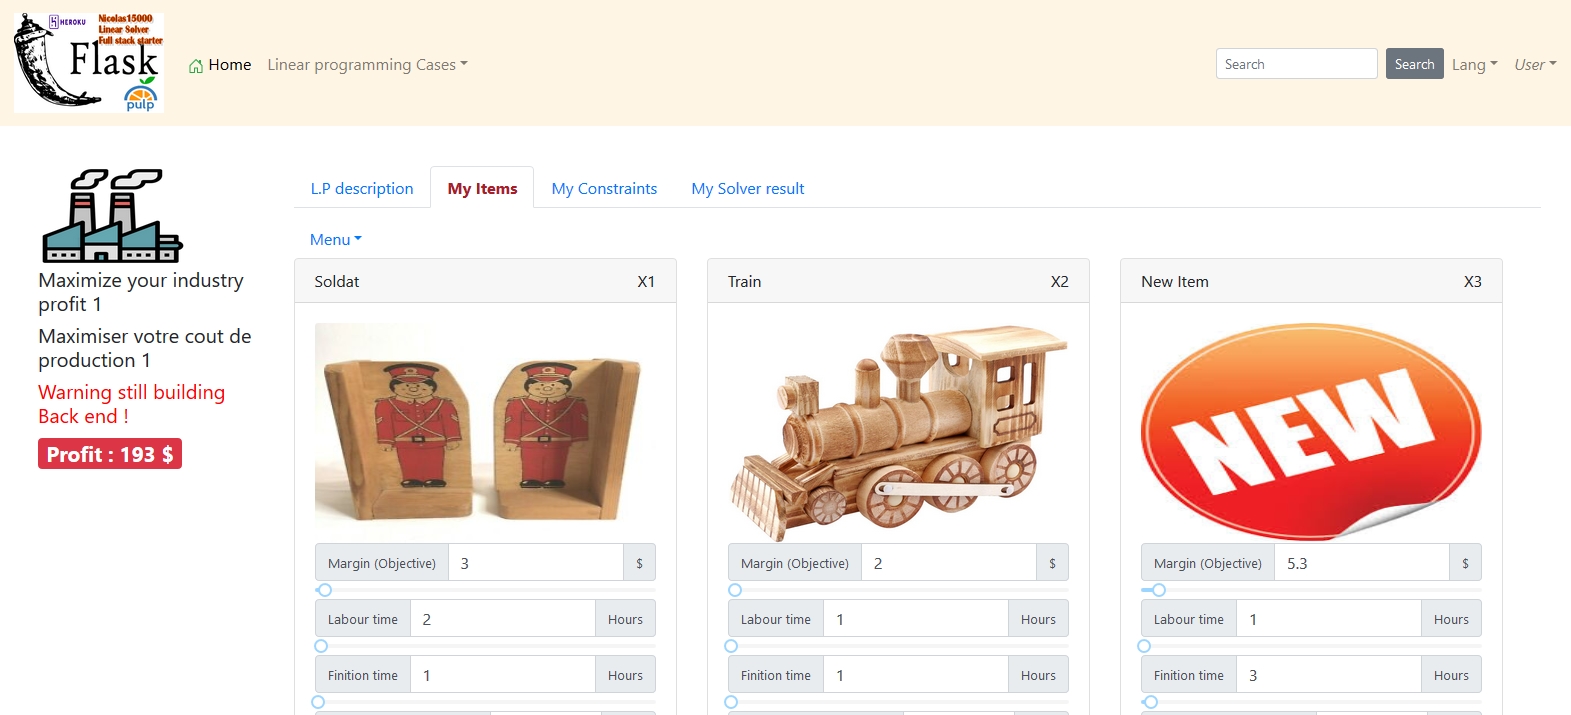 HEROKU
Nicolas15000
Linear Solver
Full stack starter
Flask
pulp
Home
Linear programming Cases
Search
Search
Lang
User
Maximize your industry
profit 1
Maximiser votre cout de
production 1
Warning still building
Back end !
Profit : 193 $
L.P description
My Items
My Constraints
My Solver result
Menu
Soldat X1
Margin (Objective) 3 $
Labour time 2 Hours
Finition time 1 Hours
Train X2
Margin (Objective) 2 $
Labour time 1 Hours
Finition time 1 Hours
New Item X3
NEW
Margin (Objective) 5.3 $
Labour time 1 Hours
Finition time 3 Hours